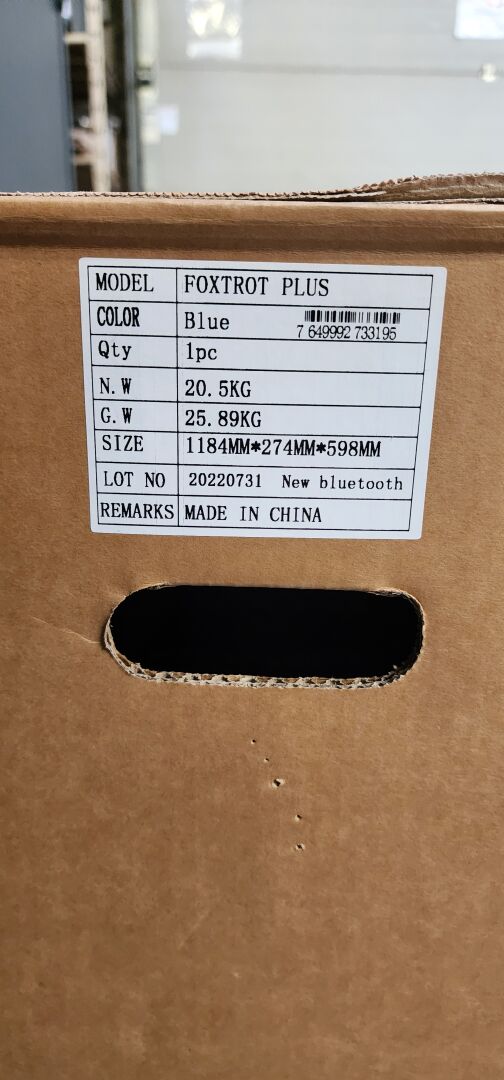 MODEL FOXTROT PLUS
COLOR Blue 7 649992 733195
Qty 1pc
N.W 20.5KG
G.W 25.89KG
SIZE 1184MM*274MM*598MM
LOT NO 20220731 New bluetooth
REMARKS MADE IN CHINA